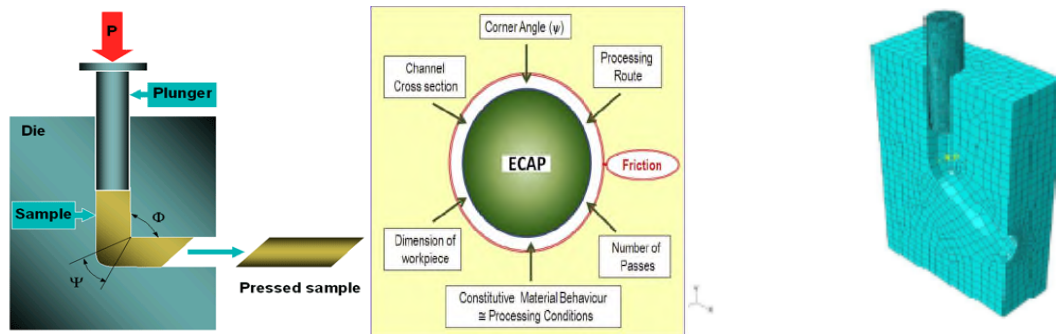 P
Plunger
Die
Sample
Φ
Ψ
Pressed sample
Corner Angle (ψ)
Channel
Cross section
Processing
Route
ECAP
Friction
Dimension of
workpiece
Number of
Passes
Constitutive Material Behaviour
≅ Processing Conditions